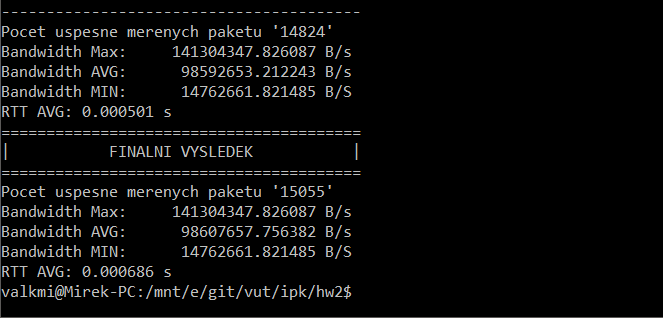 ----------------------------------------
Pocet uspesne merenych paketu '14824'
Bandwidth Max:     141304347.826087 B/s
Bandwidth AVG:      98592653.212243 B/s
Bandwidth MIN:      14762661.821485 B/S
RTT AVG: 0.000501 s
========================================
|           FINALNI VYSLEDEK           |
========================================
Pocet uspesne merenych paketu '15055'
Bandwidth Max:     141304347.826087 B/s
Bandwidth AVG:      98607657.756382 B/s
Bandwidth MIN:      14762661.821485 B/S
RTT AVG: 0.000686 s
valkmi@Mirek-PC:/mnt/e/git/vut/ipk/hw2$